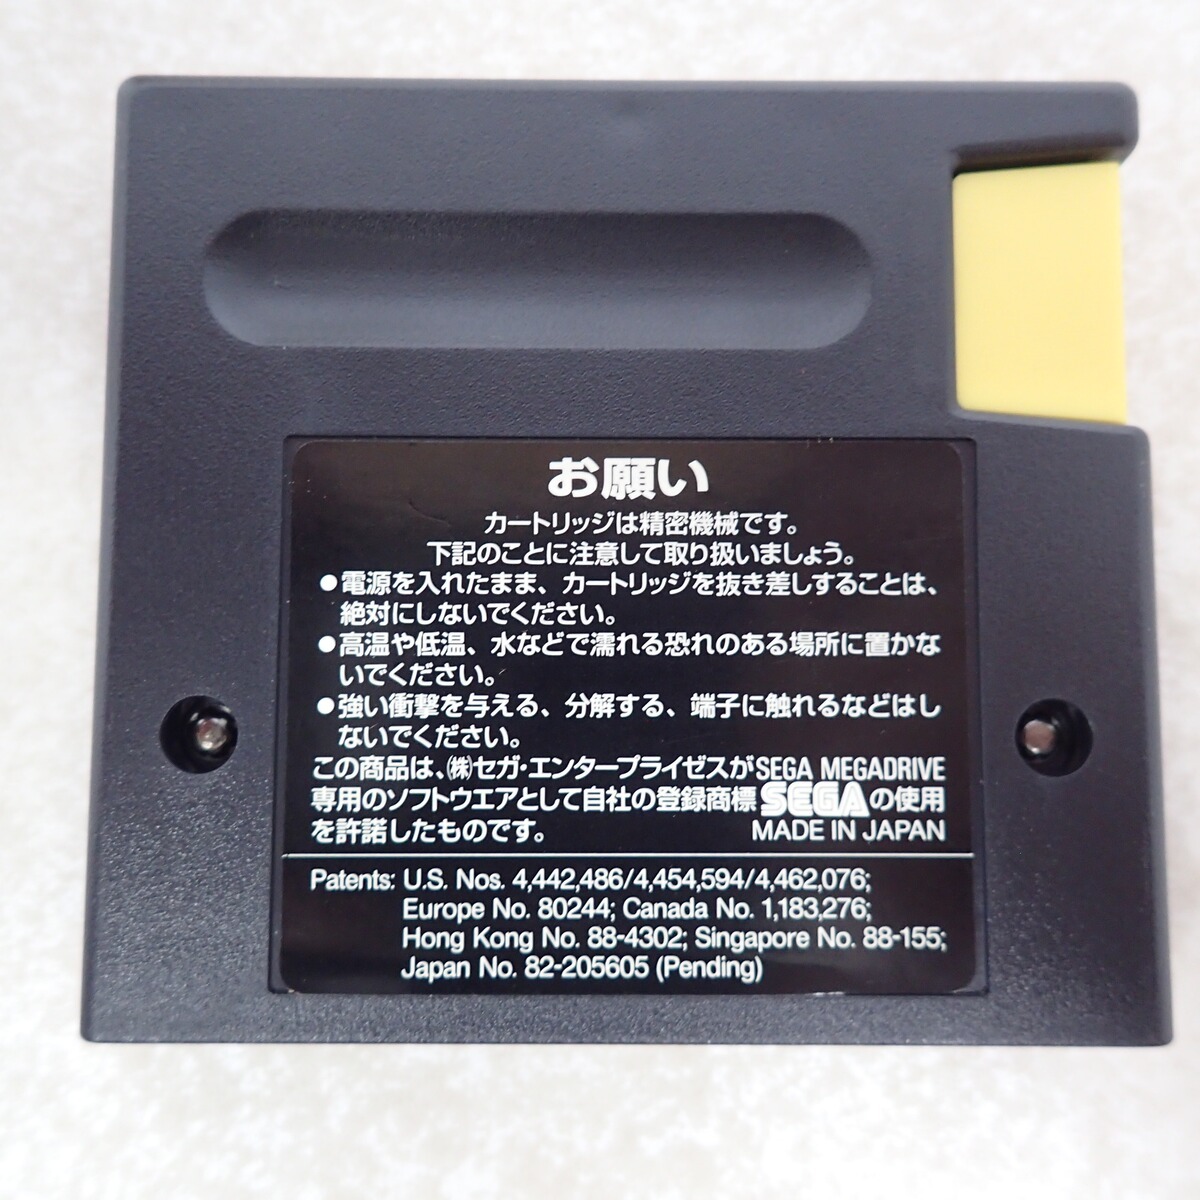 お願い
カートリッジは精密機械です。
下記のことに注意して取り扱いましょう。
●電源を入れたまま、カートリッジを抜き差しすることは、
絶対にしないでください。
●高温や低温、水などで濡れる恐れのある場所に置かな
いでください。
●強い衝撃を与える、分解する、端子に触れるなどはし
ないでください。
この商品は、(株)セガ・エンタープライゼスがSEGA MEGADRIVE
専用のソフトウエアとして自社の登録商標SEGAの使用
を許諾したものです。 MADE IN JAPAN
Patents: U.S. Nos. 4,442,486/4,454,594/4,462,076;
Europe No. 80244; Canada No. 1,183,276;
Hong Kong No. 88-4302; Singapore No. 88-155;
Japan No. 82-205605 (Pending)